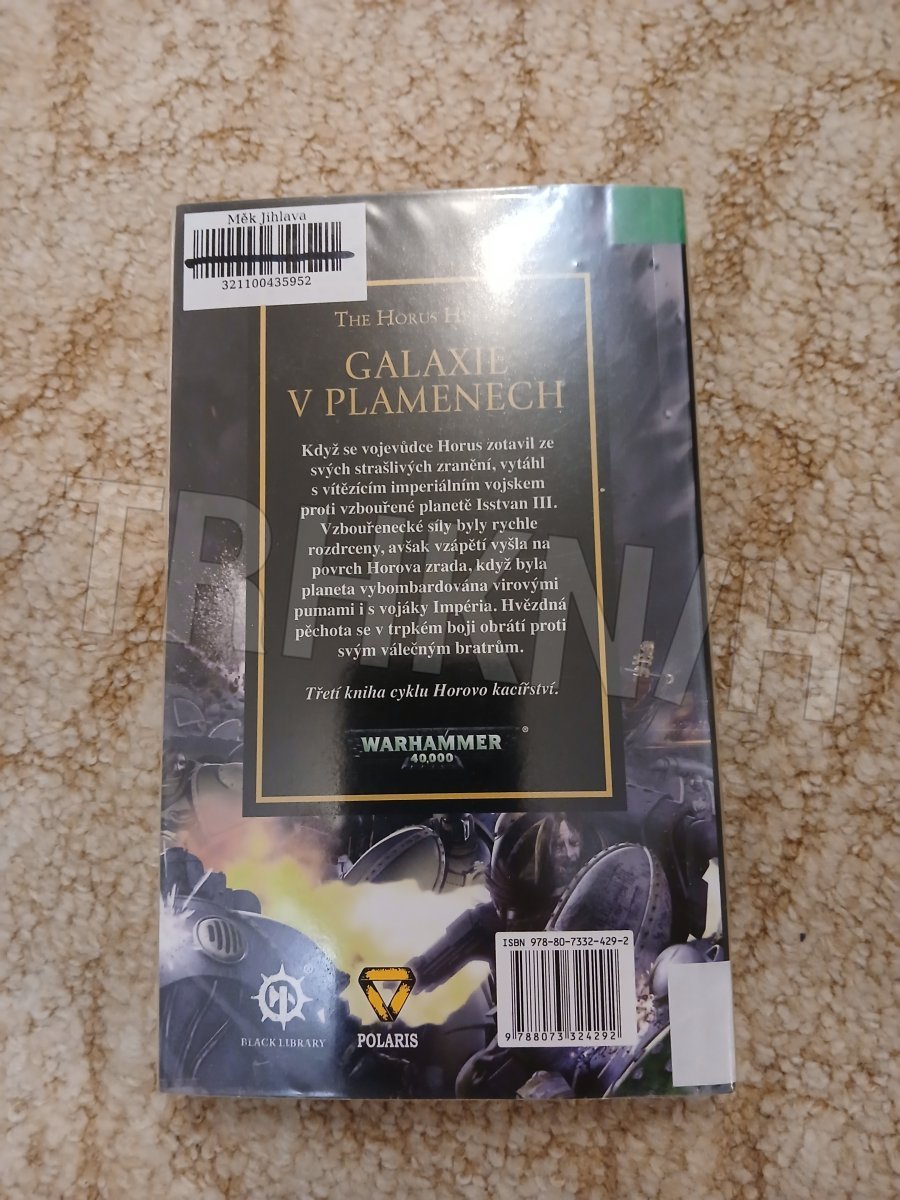 Měk Jihlava
321100435952
THE HORUS
GALAXIE
V PLAMENECH
Když se vojevůdce Horus zotavil ze
svých strašlivých zranění, vytáhl
s vítězícím imperiálním vojskem
proti vzbouřené planetě Isstvan III.
Vzbouřenecké síly byly rychle
rozdrceny, avšak vzápětí vyšla na
povrch Horova zrada, když byla
planeta vybombardována virovými
pumami i s vojáky Impéria. Hvězdná
pěchota se v trpkém boji obrátí proti
svým válečným bratrům.
Třetí kniha cyklu Horovo kacířství.
WARHAMMER ®
40,000
ISBN 978-80-7332-429-2
9 788073 324292
®
BLACK LIBRARY
POLARIS
TRHKNIH